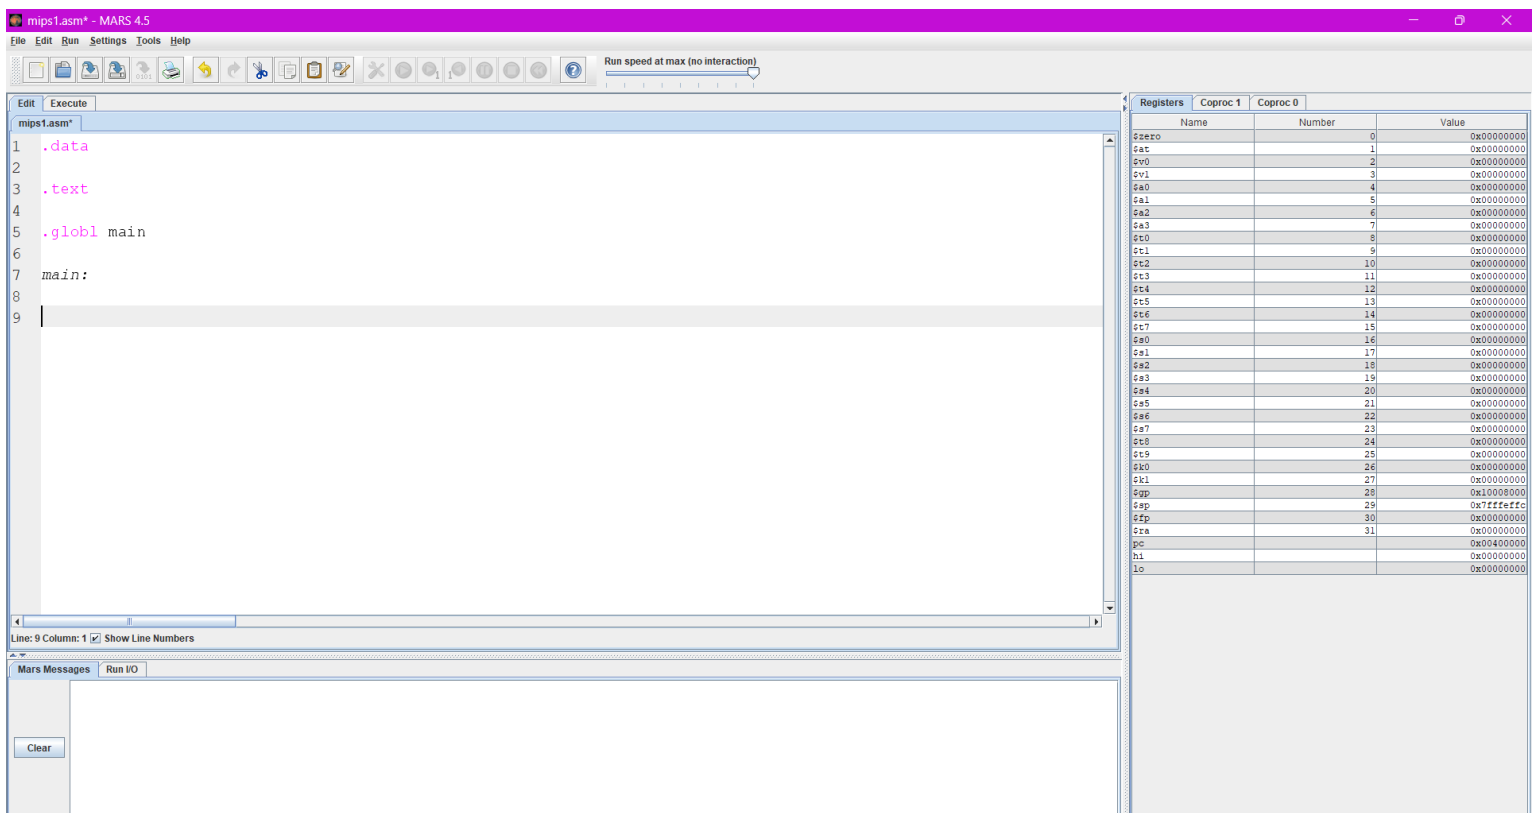 mips1.asm* - MARS 4.5
File Edit Run Settings Tools Help
Run speed at max (no interaction)
Edit Execute
mips1.asm*
1 .data
2
3 .text
4
5 .globl main
6
7 main:
8
9
Line: 9 Column: 1 Show Line Numbers
Mars Messages Run I/O
Clear
Registers Coproc 1 Coproc 0
Name Number Value
$zero 0 0x00000000
$at 1 0x00000000
$v0 2 0x00000000
$v1 3 0x00000000
$a0 4 0x00000000
$a1 5 0x00000000
$a2 6 0x00000000
$a3 7 0x00000000
$t0 8 0x00000000
$t1 9 0x00000000
$t2 10 0x00000000
$t3 11 0x00000000
$t4 12 0x00000000
$t5 13 0x00000000
$t6 14 0x00000000
$t7 15 0x00000000
$s0 16 0x00000000
$s1 17 0x00000000
$s2 18 0x00000000
$s3 19 0x00000000
$s4 20 0x00000000
$s5 21 0x00000000
$s6 22 0x00000000
$s7 23 0x00000000
$t8 24 0x00000000
$t9 25 0x00000000
$k0 26 0x00000000
$k1 27 0x00000000
$gp 28 0x10008000
$sp 29 0x7fffeffc
$fp 30 0x00000000
$ra 31 0x00000000
pc 0x00400000
hi 0x00000000
lo 0x00000000